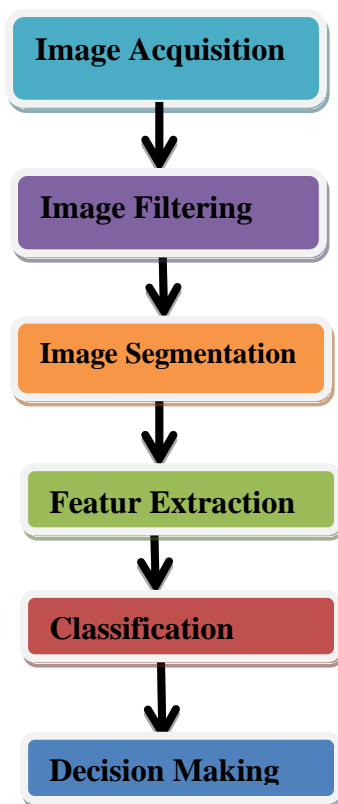 Image Acquisition
Image Filtering
Image Segmentation
Featur Extraction
Classification
Decision Making